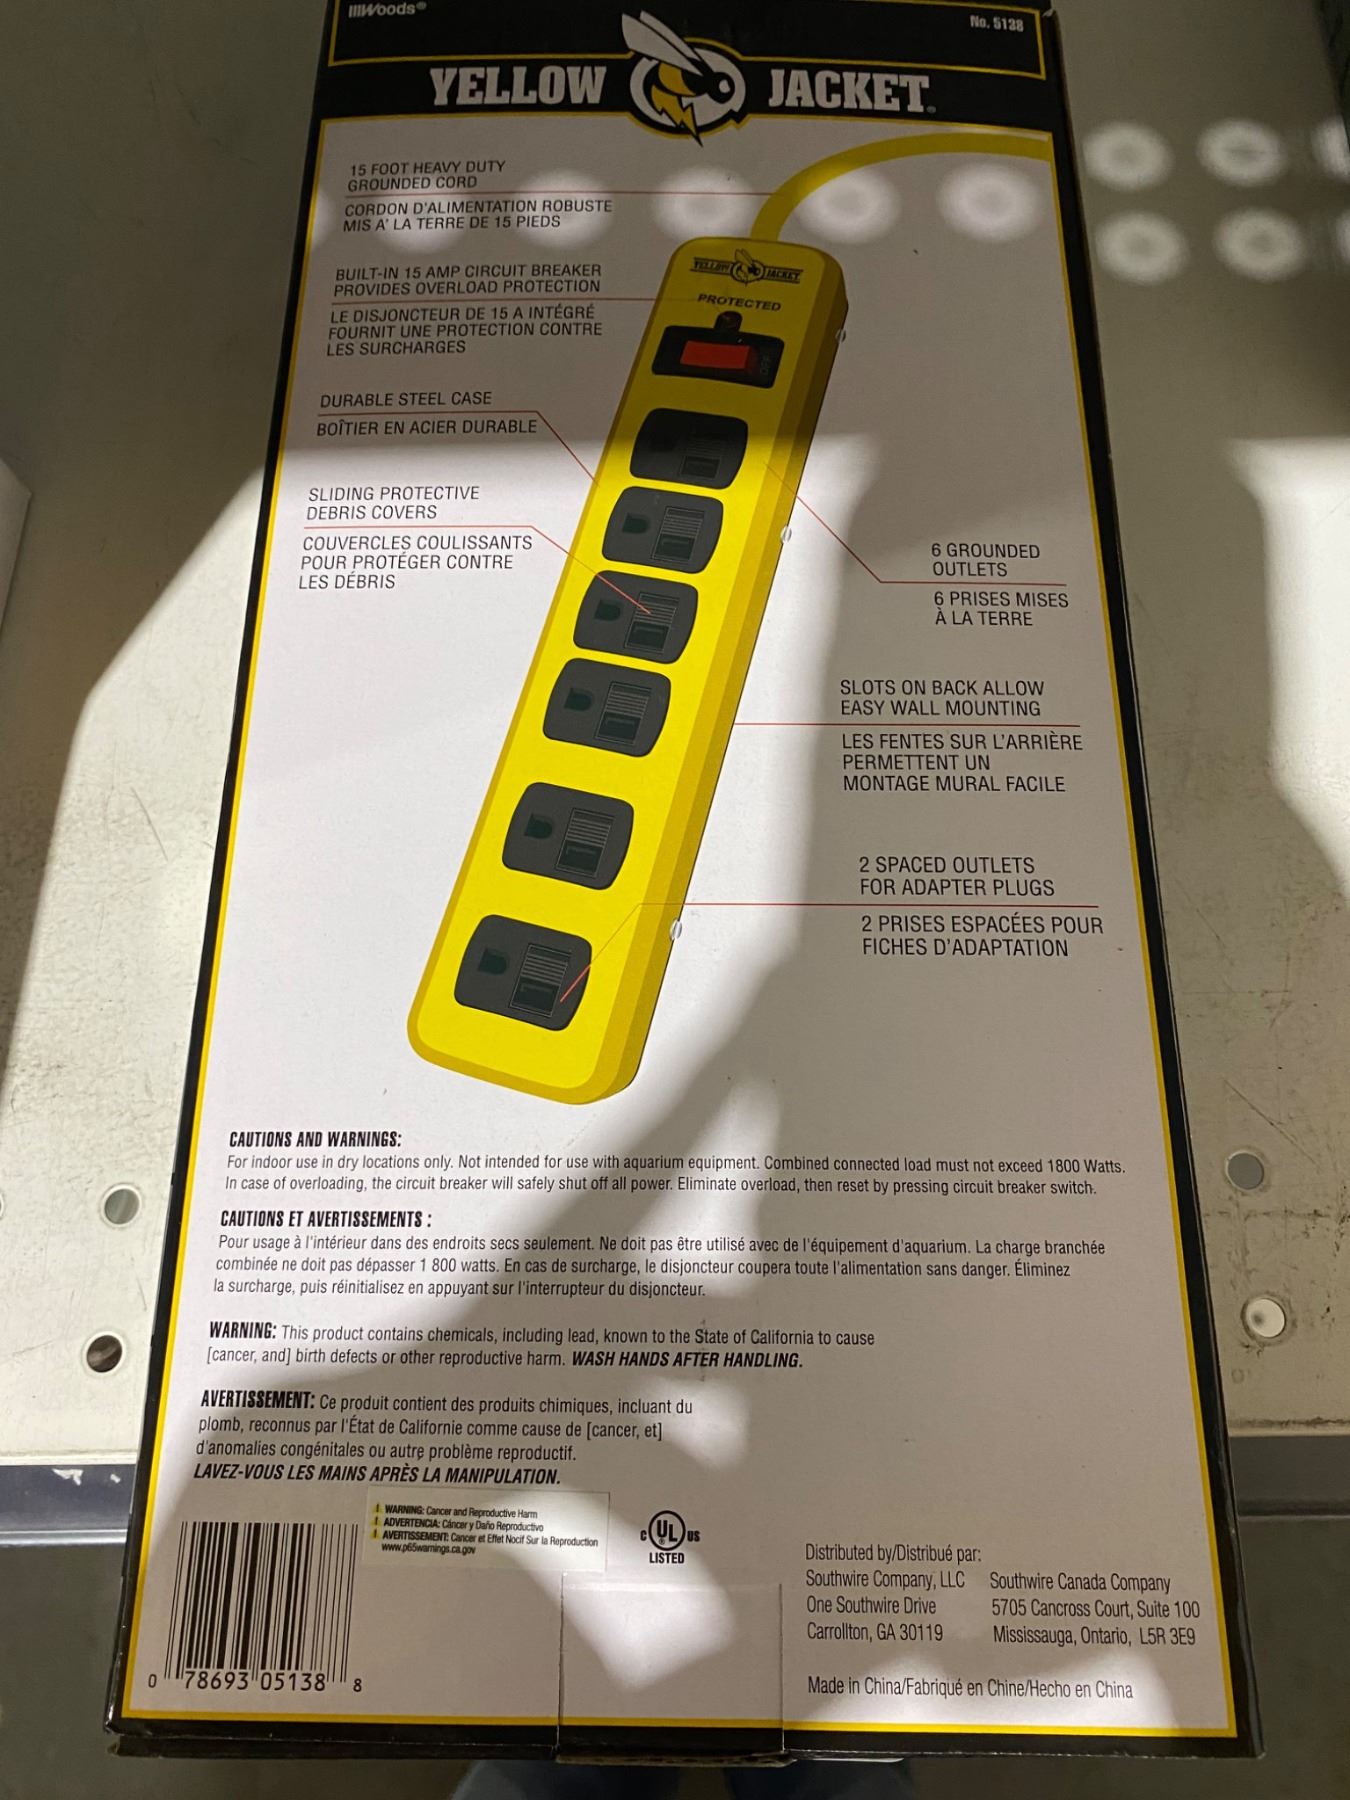 Woods®
No. 5138
YELLOW JACKET®
15 FOOT HEAVY DUTY
GROUNDED CORD
CORDON D'ALIMENTATION ROBUSTE
MIS A' LA TERRE DE 15 PIEDS
BUILT-IN 15 AMP CIRCUIT BREAKER
PROVIDES OVERLOAD PROTECTION
LE DISJONCTEUR DE 15 A INTÉGRÉ
FOURNIT UNE PROTECTION CONTRE
LES SURCHARGES
YELLOW JACKET
PROTECTED
OFF
DURABLE STEEL CASE
BOÎTIER EN ACIER DURABLE
SLIDING PROTECTIVE
DEBRIS COVERS
COUVERCLES COULISSANTS
POUR PROTÉGER CONTRE
LES DÉBRIS
6 GROUNDED
OUTLETS
6 PRISES MISES
À LA TERRE
SLOTS ON BACK ALLOW
EASY WALL MOUNTING
LES FENTES SUR L'ARRIÈRE
PERMETTENT UN
MONTAGE MURAL FACILE
2 SPACED OUTLETS
FOR ADAPTER PLUGS
2 PRISES ESPACÉES POUR
FICHES D'ADAPTATION
CAUTIONS AND WARNINGS:
For indoor use in dry locations only. Not intended for use with aquarium equipment. Combined connected load must not exceed 1800 Watts.
In case of overloading, the circuit breaker will safely shut off all power. Eliminate overload, then reset by pressing circuit breaker switch.
CAUTIONS ET AVERTISSEMENTS :
Pour usage à l'intérieur dans des endroits secs seulement. Ne doit pas être utilisé avec de l'équipement d'aquarium. La charge branchée
combinée ne doit pas dépasser 1 800 watts. En cas de surcharge, le disjoncteur coupera toute l'alimentation sans danger. Éliminez
la surcharge, puis réinitialisez en appuyant sur l'interrupteur du disjoncteur.
WARNING: This product contains chemicals, including lead, known to the State of California to cause
[cancer, and] birth defects or other reproductive harm. WASH HANDS AFTER HANDLING.
AVERTISSEMENT: Ce produit contient des produits chimiques, incluant du
plomb, reconnus par l'État de Californie comme cause de [cancer, et]
d'anomalies congénitales ou autre problème reproductif.
LAVEZ-VOUS LES MAINS APRÈS LA MANIPULATION.
! WARNING: Cancer and Reproductive Harm
! ADVERTENCIA: Cáncer y Daño Reproductivo
! AVERTISSEMENT: Cancer et Effet Nocif Sur la Reproduction
www.p65warnings.ca.gov
C UL® US
LISTED
0 78693 05138 8
Distributed by/Distribué par:
Southwire Company, LLC
One Southwire Drive
Carrollton, GA 30119
Southwire Canada Company
5705 Cancross Court, Suite 100
Mississauga, Ontario, L5R 3E9
Made in China/Fabriqué en Chine/Hecho en China